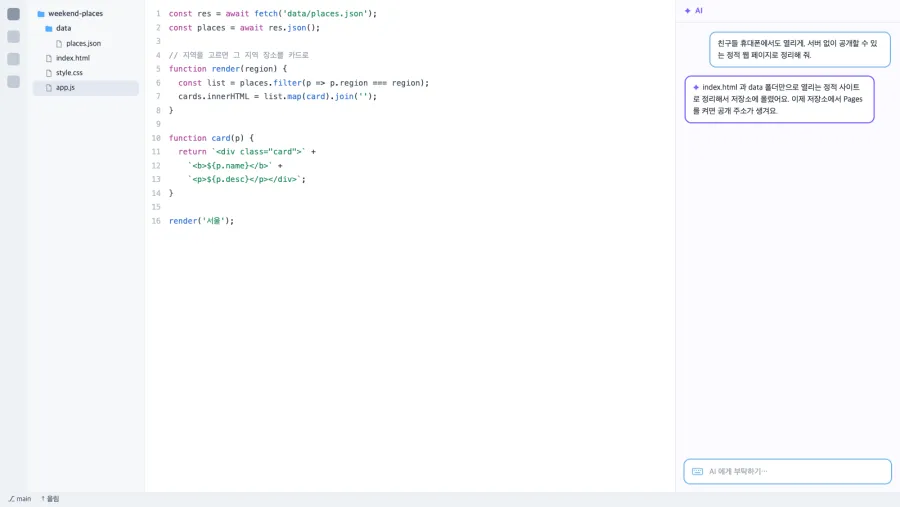 weekend-places
data
places.json
index.html
style.css
app.js
1 const res = await fetch('data/places.json');
2 const places = await res.json();
3
4 // 지역을 고르면 그 지역 장소를 카드로
5 function render(region) {
6   const list = places.filter(p => p.region === region);
7   cards.innerHTML = list.map(card).join('');
8 }
9
10 function card(p) {
11   return `<div class="card">` +
12     `<b>${p.name}</b>` +
13     `<p>${p.desc}</p></div>`;
14 }
15
16 render('서울');
AI
친구들 휴대폰에서도 열리게, 서버 없이 공개할 수 있
는 정적 웹 페이지로 정리해 줘.
index.html 과 data 폴더만으로 열리는 정적 사이트
로 정리해서 저장소에 올렸어요. 이제 저장소에서 Pages
를 켜면 공개 주소가 생겨요.
AI 에게 부탁하기…
main ↑ 올림